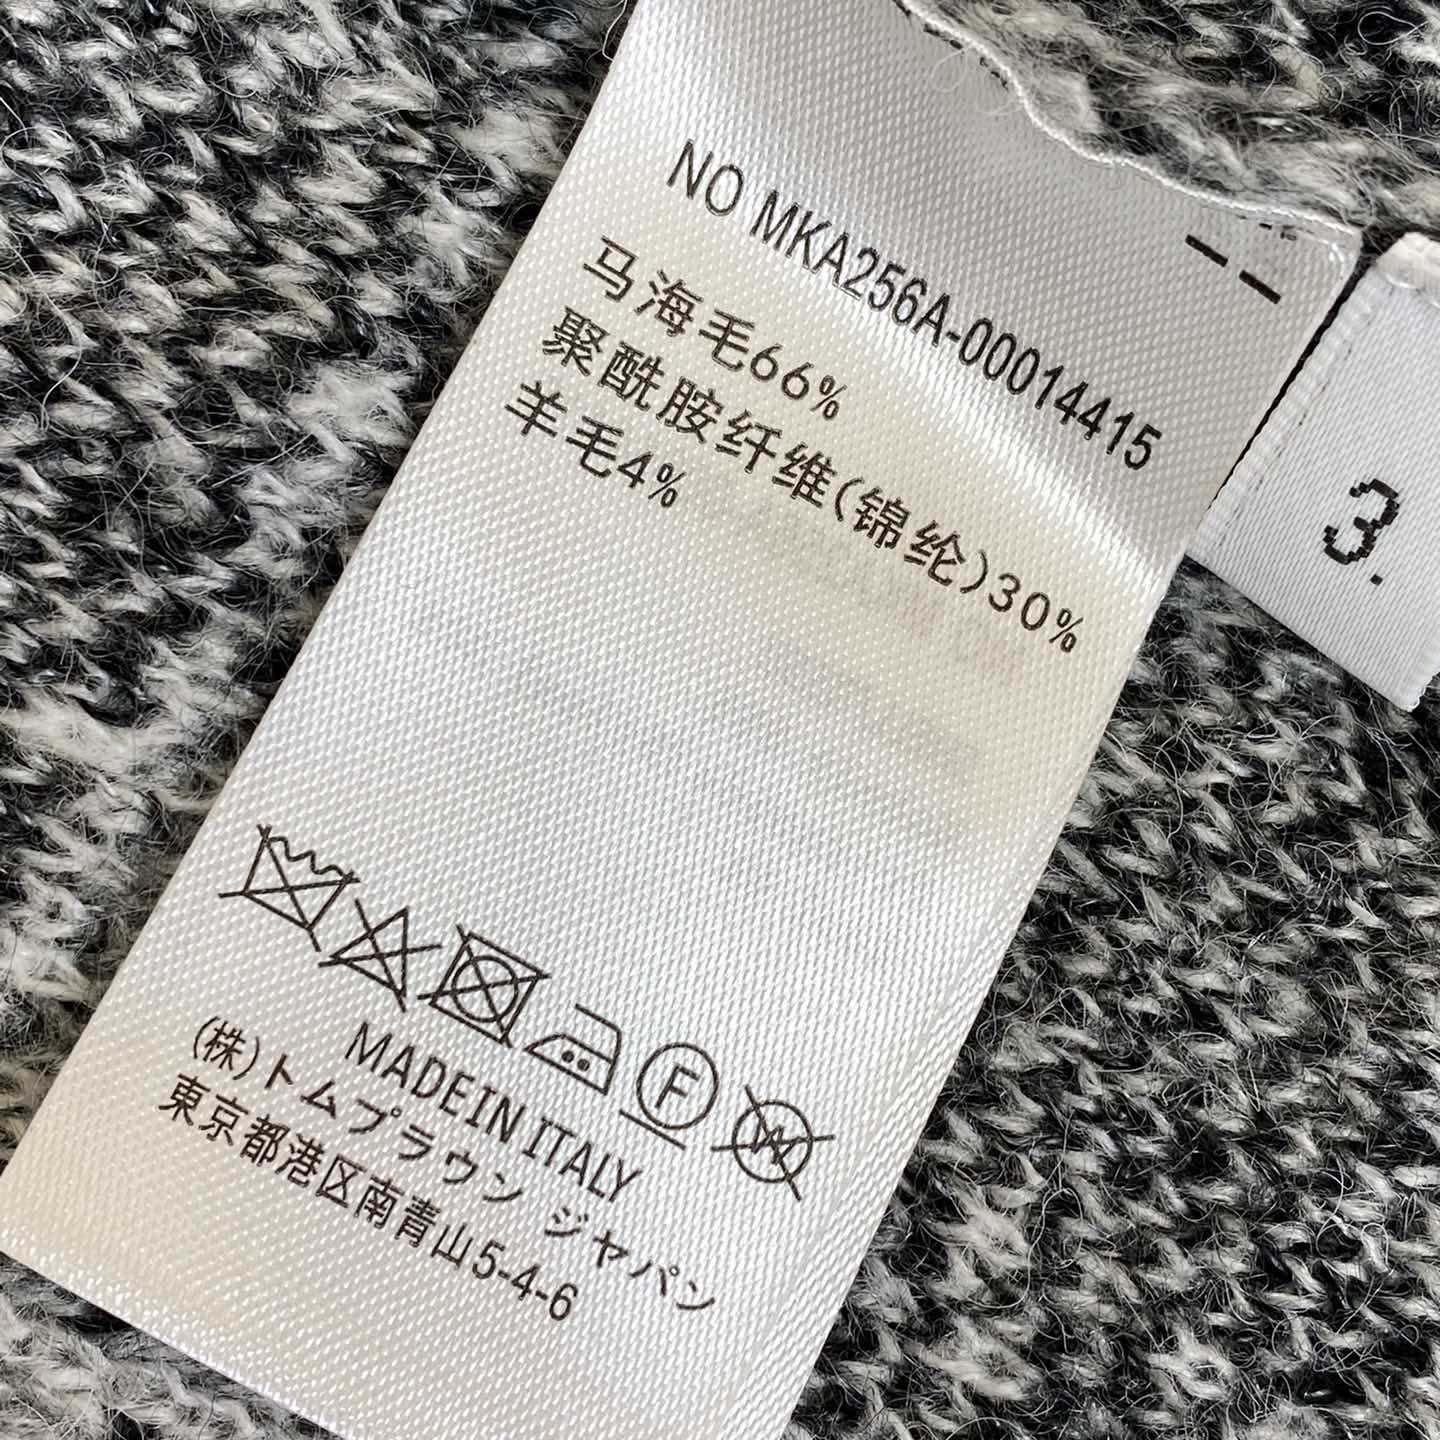 NO MKA256A-00014415
马海毛66%
聚酰胺纤维(锦纶)30%
羊毛4%
F
W
MADE IN ITALY
(株)トムブラウン ジャパン
東京都港区南青山5-4-6
3.